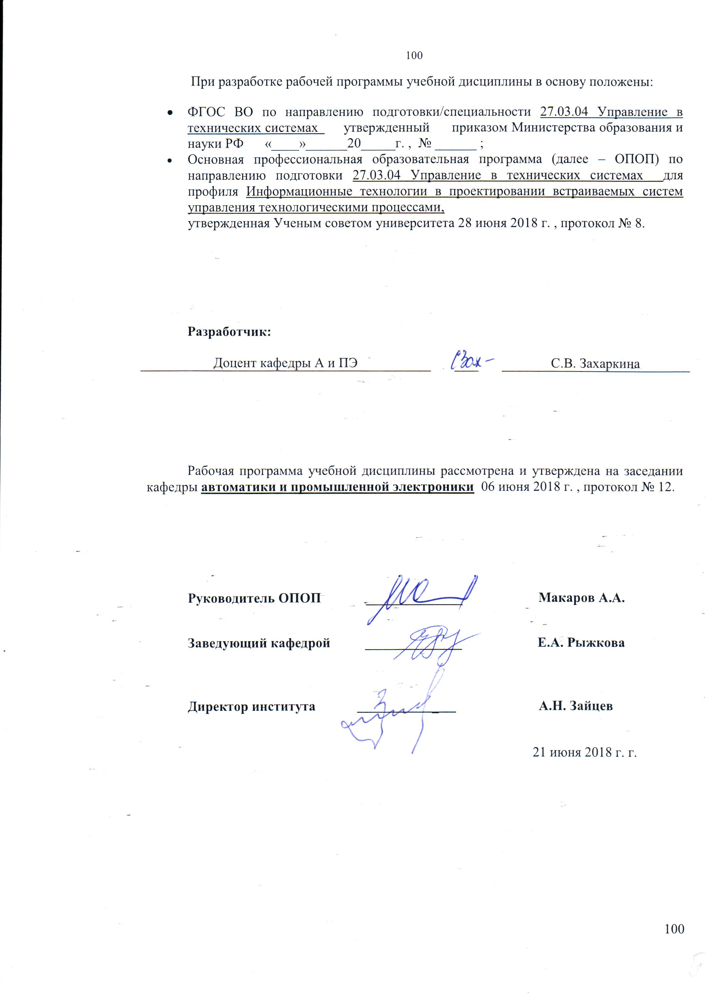 100
При разработке рабочей программы учебной дисциплины в основу положены:
• ФГОС ВО по направлению подготовки/специальности 27.03.04 Управление в
технических системах утвержденный приказом Министерства образования и
науки РФ «____»______20_____г. , № ______ ;
• Основная профессиональная образовательная программа (далее – ОПОП) по
направлению подготовки 27.03.04 Управление в технических системах для
профиля Информационные технологии в проектировании встраиваемых систем
управления технологическими процессами,
утвержденная Ученым советом университета 28 июня 2018 г. , протокол № 8.
Разработчик:
Доцент кафедры А и ПЭ СЗах- С.В. Захаркина
Рабочая программа учебной дисциплины рассмотрена и утверждена на заседании
кафедры автоматики и промышленной электроники 06 июня 2018 г. , протокол № 12.
Руководитель ОПОП Макаров А.А.
Заведующий кафедрой Е.А. Рыжкова
Директор института А.Н. Зайцев
21 июня 2018 г. г.
100